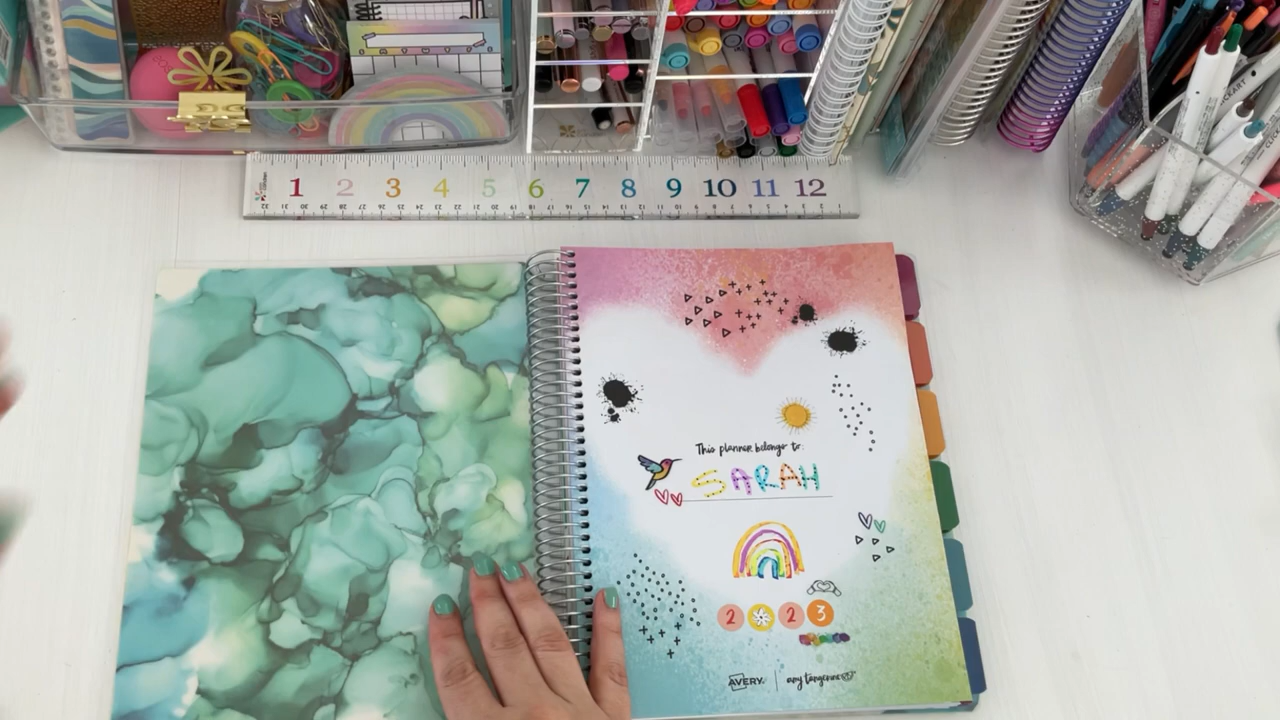 1 2 3 4 5 6 7 8 9 10 11 12
This planner belongs to:
SARAH
2 2 3
AVERY. amy tangerine